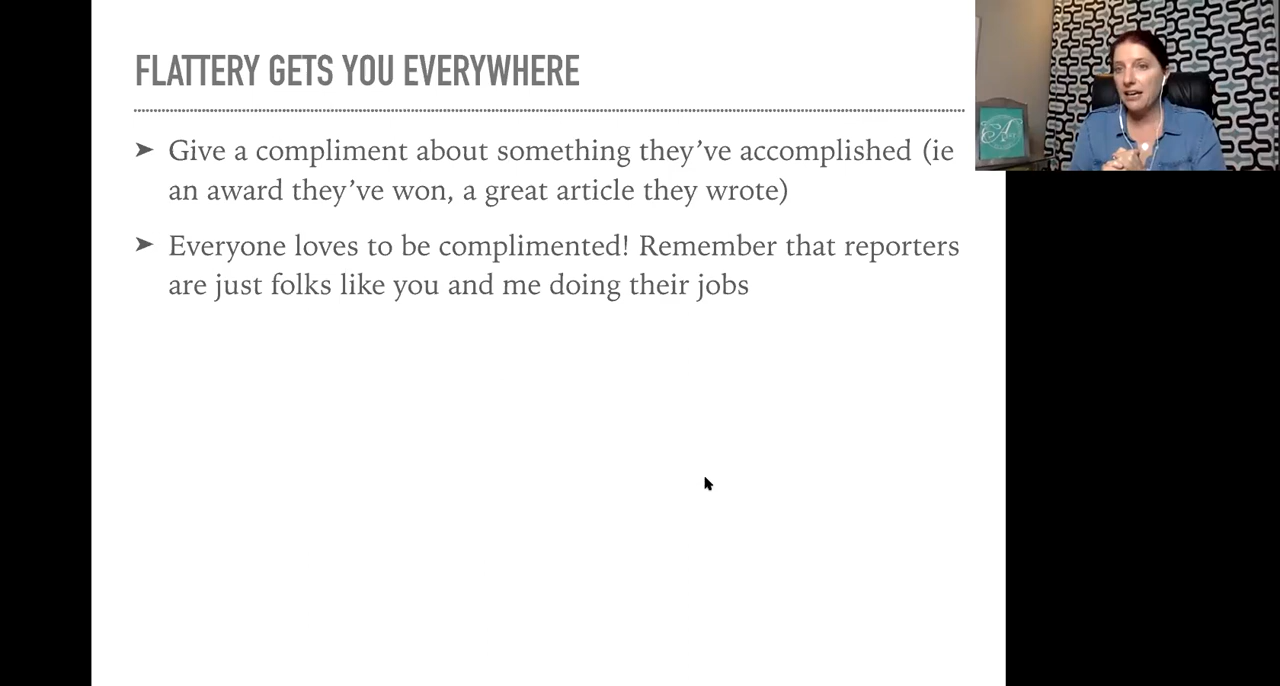 FLATTERY GETS YOU EVERYWHERE
➤ Give a compliment about something they’ve accomplished (ie
an award they’ve won, a great article they wrote)
➤ Everyone loves to be complimented! Remember that reporters
are just folks like you and me doing their jobs